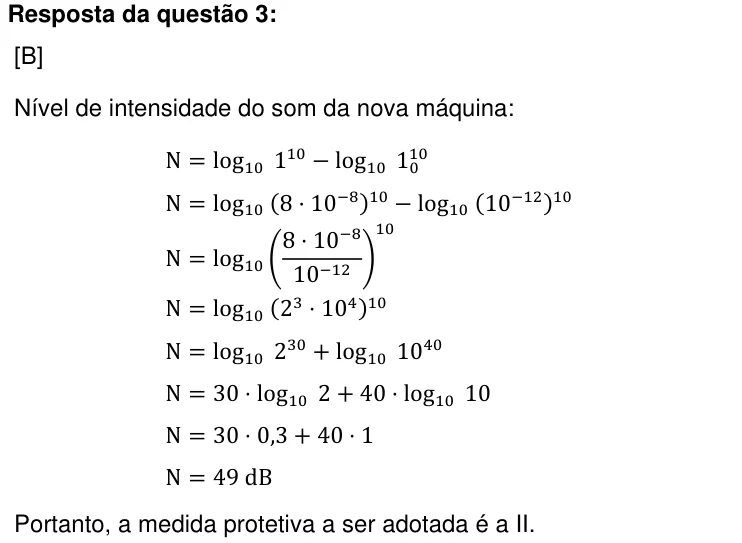 Resposta da questão 3:
[B]
Nível de intensidade do som da nova máquina:
N = log₁₀ 1¹⁰ − log₁₀ 1₀¹⁰
N = log₁₀ (8 · 10⁻⁸)¹⁰ − log₁₀ (10⁻¹²)¹⁰
N = log₁₀ (8 · 10⁻⁸ / 10⁻¹²)¹⁰
N = log₁₀ (2³ · 10⁴)¹⁰
N = log₁₀ 2³⁰ + log₁₀ 10⁴⁰
N = 30 · log₁₀ 2 + 40 · log₁₀ 10
N = 30 · 0,3 + 40 · 1
N = 49 dB
Portanto, a medida protetiva a ser adotada é a II.